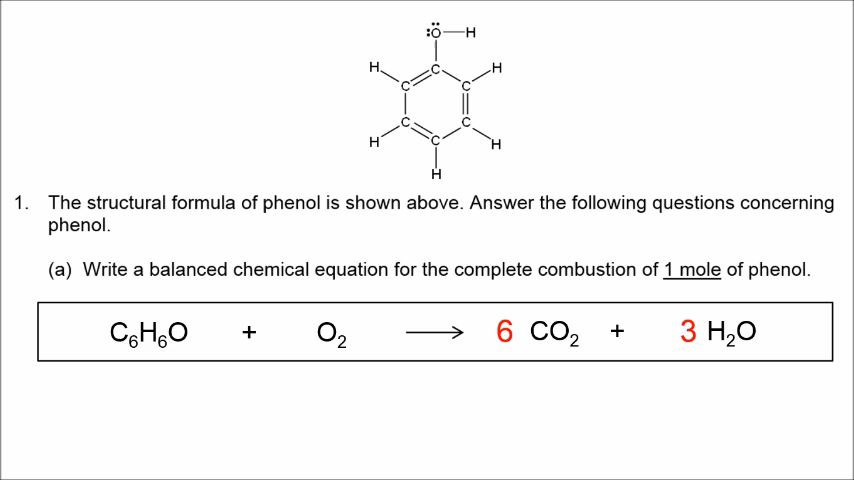 :Ö—H
H
H
C
C
C
C
C
C
H
H
H
1. The structural formula of phenol is shown above. Answer the following questions concerning
phenol.
(a) Write a balanced chemical equation for the complete combustion of 1 mole of phenol.
C₆H₆O + O₂ ⟶ 6 CO₂ + 3 H₂O